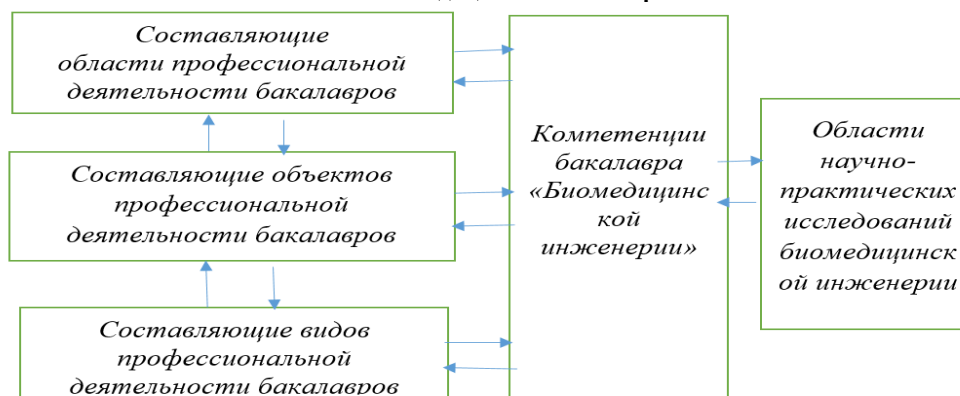 Составляющие
области профессиональной
деятельности бакалавров
Составляющие объектов
профессиональной
деятельности бакалавров
Составляющие видов
профессиональной
деятельности бакалавров
Компетенции
бакалавра
«Биомедицинс
кой
инженерии»
Области
научно-
практических
исследований
биомедицинск
ой инженерии